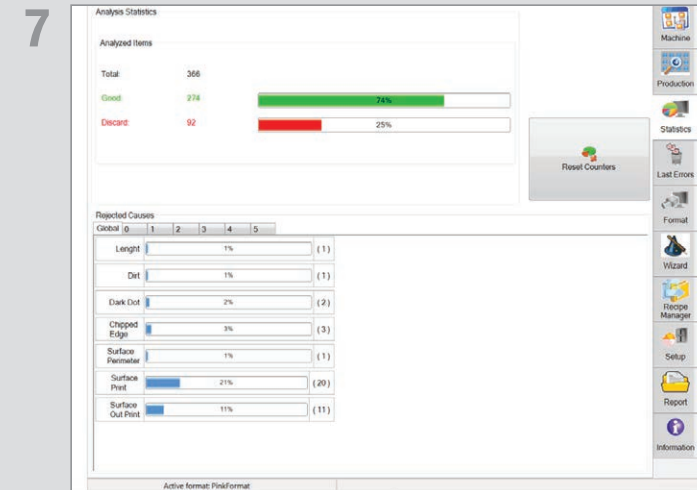 7
Analysis Statistics
Analyzed Items
Total: 366
Good: 274 74%
Discard: 92 25%
Reset Counters
Rejected Causes
Global 0 1 2 3 4 5
Lenght 1% (1)
Dirt 1% (1)
Dark Dot 2% (2)
Chipped
Edge 3% (3)
Surface
Perimeter 1% (1)
Surface
Print 21% (20)
Surface
Out Print 11% (11)
Active format: PinkFormat
Machine
Production
Statistics
Last Errors
Format
Wizard
Recipe
Manager
Setup
Report
Information